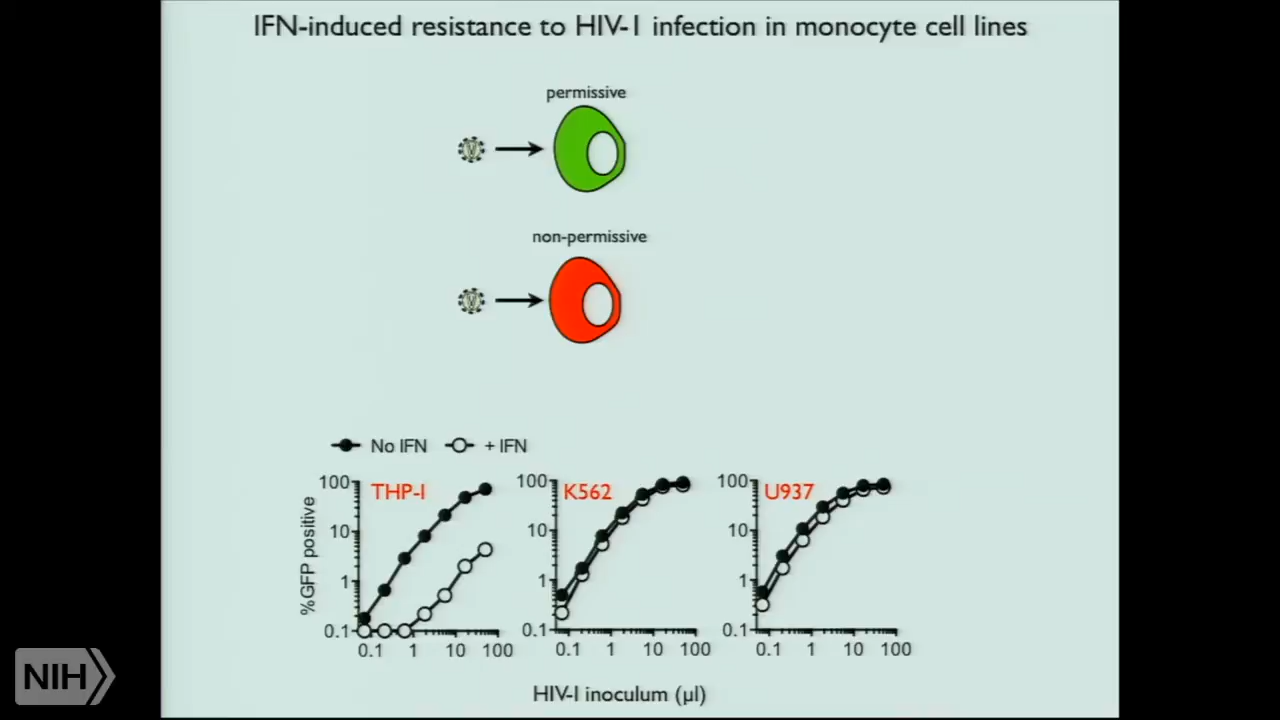 IFN-induced resistance to HIV-1 infection in monocyte cell lines
permissive
V
non-permissive
V
No IFN + IFN
THP-1 K562 U937
%GFP positive
100 100 100
10 10 10
1 1 1
0.1 0.1 0.1
0.1 1 10 100 0.1 1 10 100 0.1 1 10 100
HIV-1 inoculum (µl)
NIH